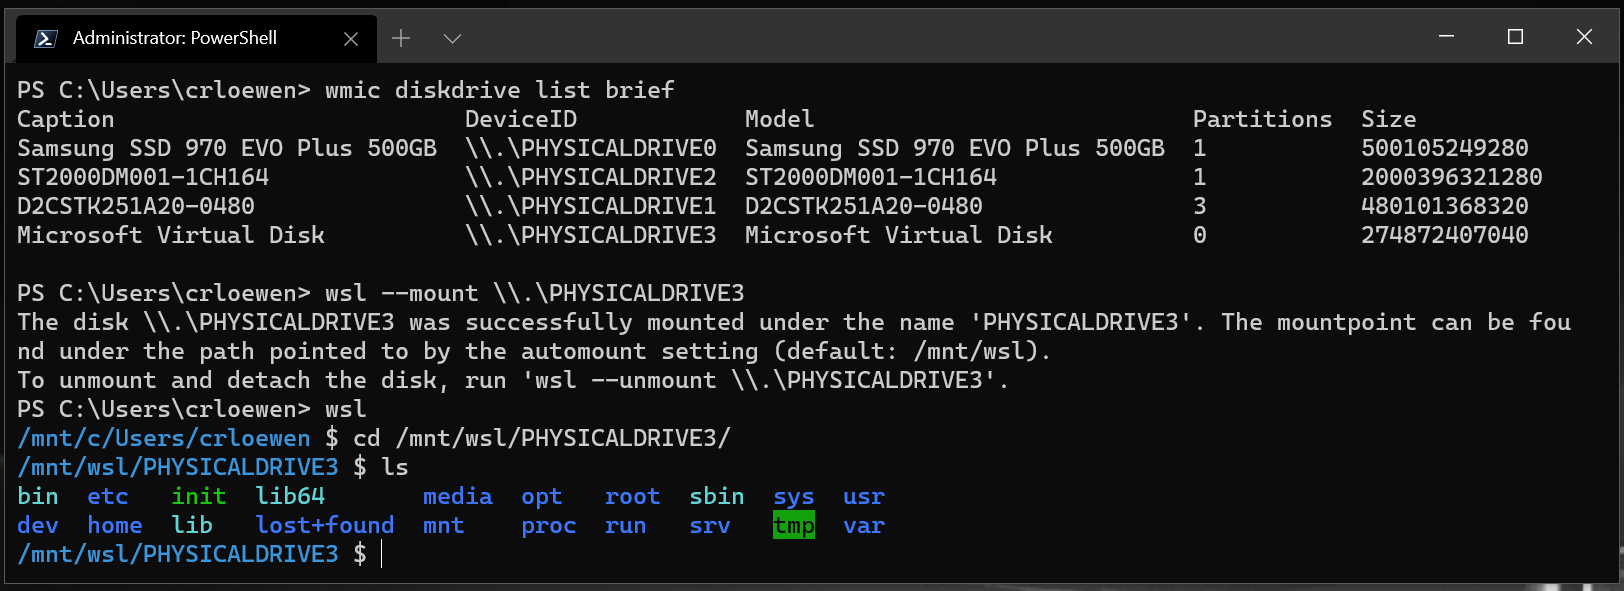 Administrator: PowerShell
PS C:\Users\crloewen> wmic diskdrive list brief
Caption                         DeviceID            Model                           Partitions  Size
Samsung SSD 970 EVO Plus 500GB  \\.\PHYSICALDRIVE0  Samsung SSD 970 EVO Plus 500GB  1           500105249280
ST2000DM001-1CH164              \\.\PHYSICALDRIVE2  ST2000DM001-1CH164              1           2000396321280
D2CSTK251A20-0480               \\.\PHYSICALDRIVE1  D2CSTK251A20-0480               3           480101368320
Microsoft Virtual Disk          \\.\PHYSICALDRIVE3  Microsoft Virtual Disk          0           274872407040
PS C:\Users\crloewen> wsl --mount \\.\PHYSICALDRIVE3
The disk \\.\PHYSICALDRIVE3 was successfully mounted under the name 'PHYSICALDRIVE3'. The mountpoint can be fou
nd under the path pointed to by the automount setting (default: /mnt/wsl).
To unmount and detach the disk, run 'wsl --unmount \\.\PHYSICALDRIVE3'.
PS C:\Users\crloewen> wsl
/mnt/c/Users/crloewen $ cd /mnt/wsl/PHYSICALDRIVE3/
/mnt/wsl/PHYSICALDRIVE3 $ ls
bin  etc   init  lib64       media  opt   root  sbin  sys  usr
dev  home  lib   lost+found  mnt    proc  run   srv   tmp  var
/mnt/wsl/PHYSICALDRIVE3 $